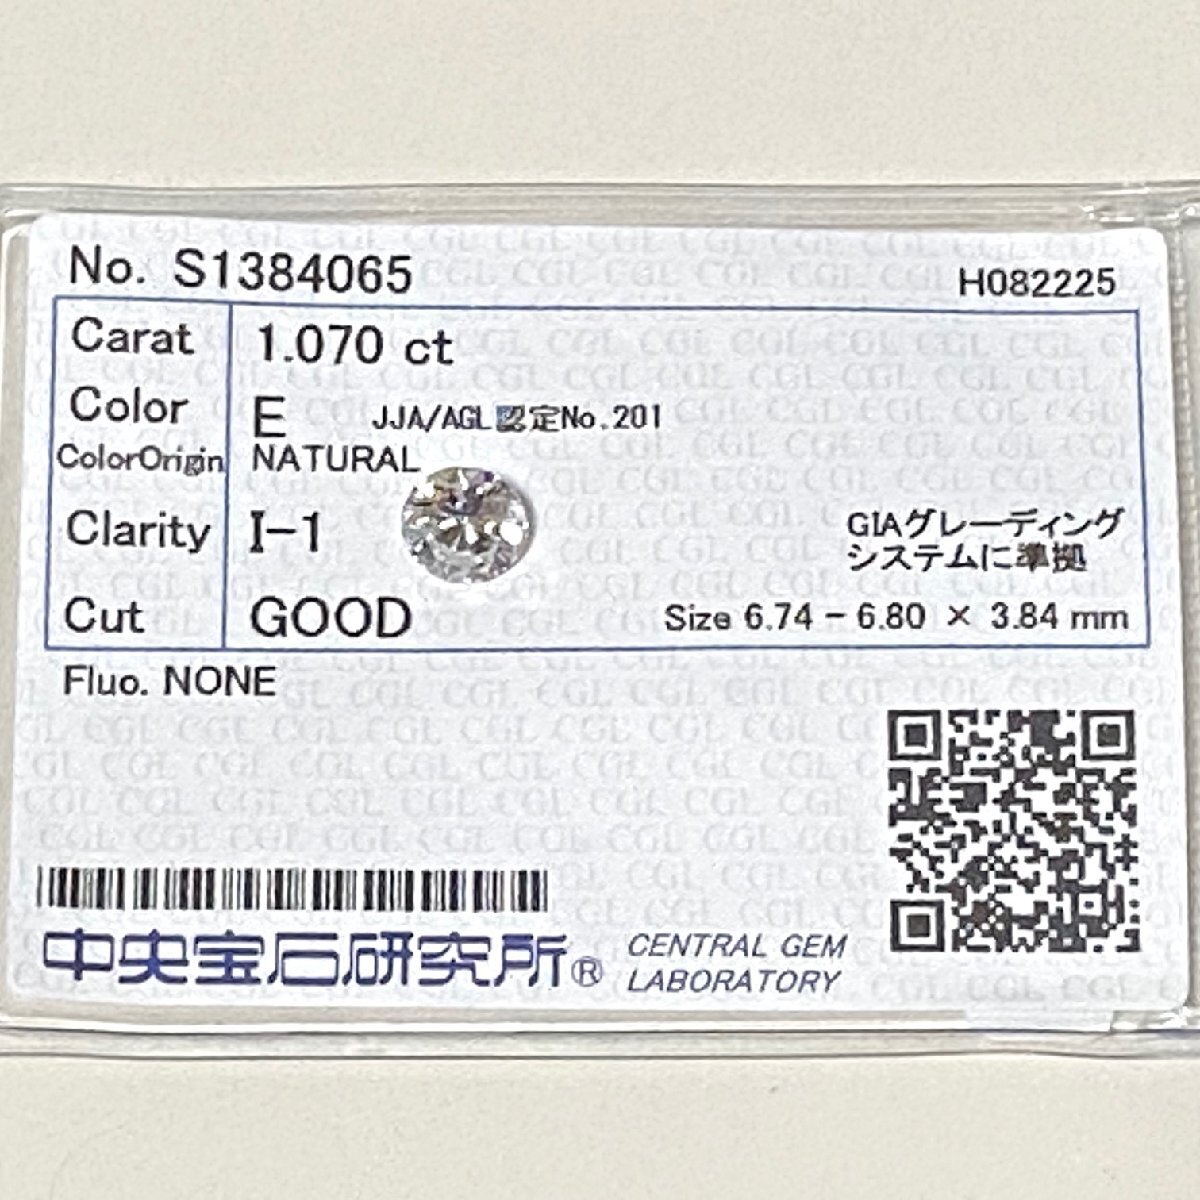 No. S1384065
H082225
Carat 1.070 ct
Color E JJA/AGL認定No.201
ColorOrigin NATURAL
Clarity I-1
GIAグレーディング
システムに準拠
Cut GOOD Size 6.74 - 6.80 × 3.84 mm
Fluo. NONE
中央宝石研究所® CENTRAL GEM
LABORATORY